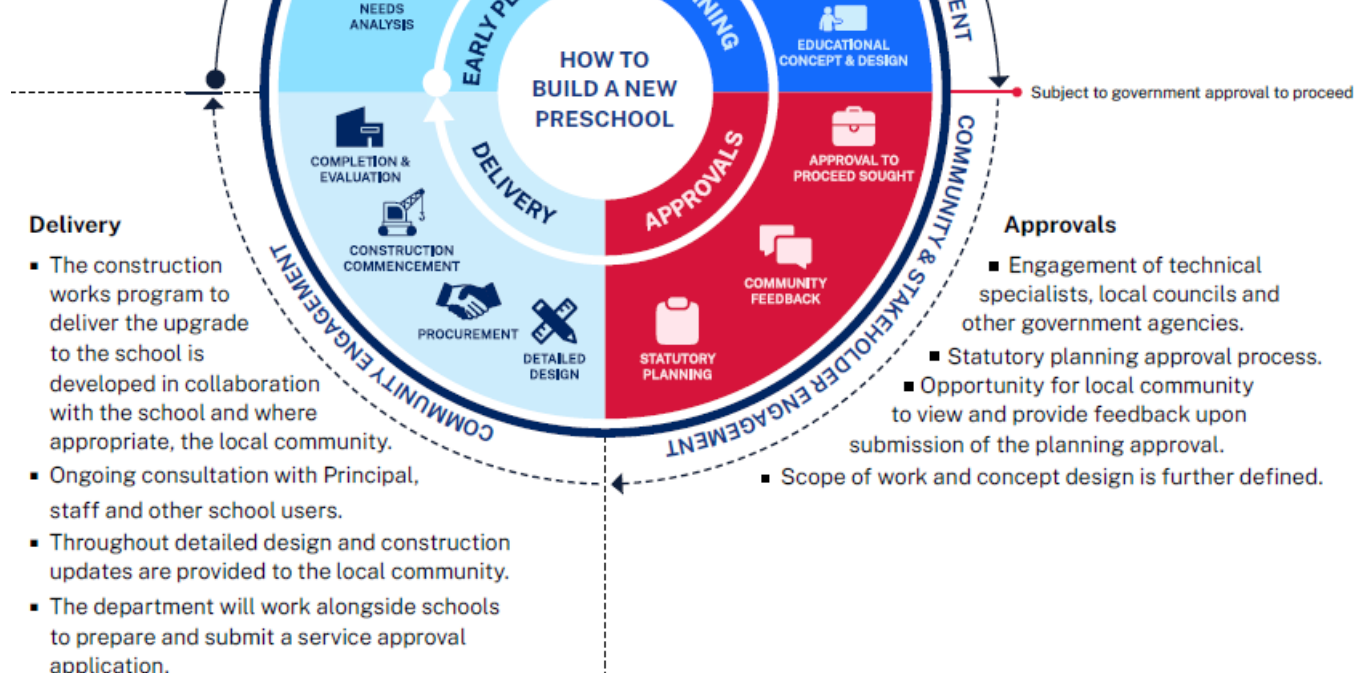 NEEDS
ANALYSIS
HOW TO
BUILD A NEW
PRESCHOOL
EDUCATIONAL
CONCEPT & DESIGN
Subject to government approval to proceed
APPROVALS
APPROVAL TO
PROCEED SOUGHT
COMMUNITY
FEEDBACK
STATUTORY
PLANNING
COMMUNITY & STAKEHOLDER ENGAGEMENT
DELIVERY
DETAILED
DESIGN
PROCUREMENT
CONSTRUCTION
COMMENCEMENT
COMPLETION &
EVALUATION
COMMUNITY ENGAGEMENT
Delivery
▪ The construction
works program to
deliver the upgrade
to the school is
developed in collaboration
with the school and where
appropriate, the local community.
▪ Ongoing consultation with Principal,
staff and other school users.
▪ Throughout detailed design and construction
updates are provided to the local community.
▪ The department will work alongside schools
to prepare and submit a service approval
application.
Approvals
▪ Engagement of technical
specialists, local councils and
other government agencies.
▪ Statutory planning approval process.
▪ Opportunity for local community
to view and provide feedback upon
submission of the planning approval.
▪ Scope of work and concept design is further defined.